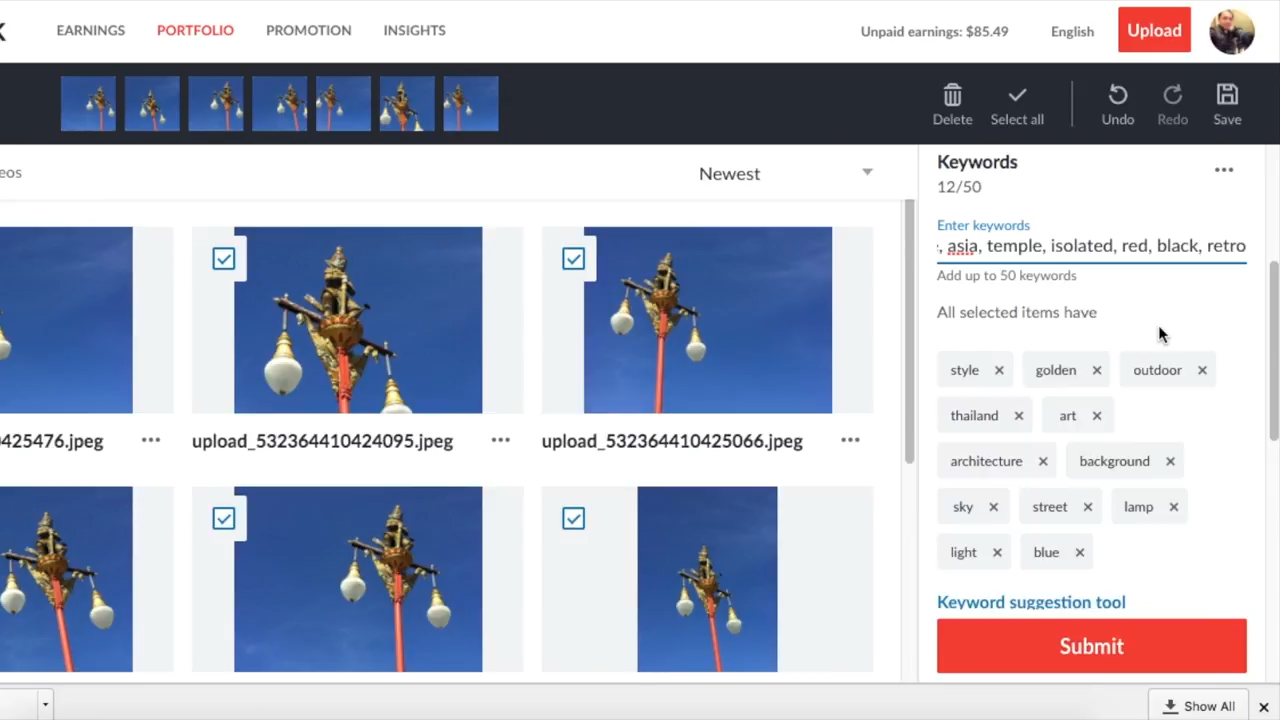 EARNINGS PORTFOLIO PROMOTION INSIGHTS Unpaid earnings: $85.49 English Upload
Delete Select all Undo Redo Save
eos Newest
Keywords
12/50
Enter keywords
, asia, temple, isolated, red, black, retro
Add up to 50 keywords
All selected items have
style × golden × outdoor ×
thailand × art ×
architecture × background ×
sky × street × lamp ×
light × blue ×
425476.jpeg ••• upload_532364410424095.jpeg ••• upload_532364410425066.jpeg •••
Keyword suggestion tool
Submit
Show All ×